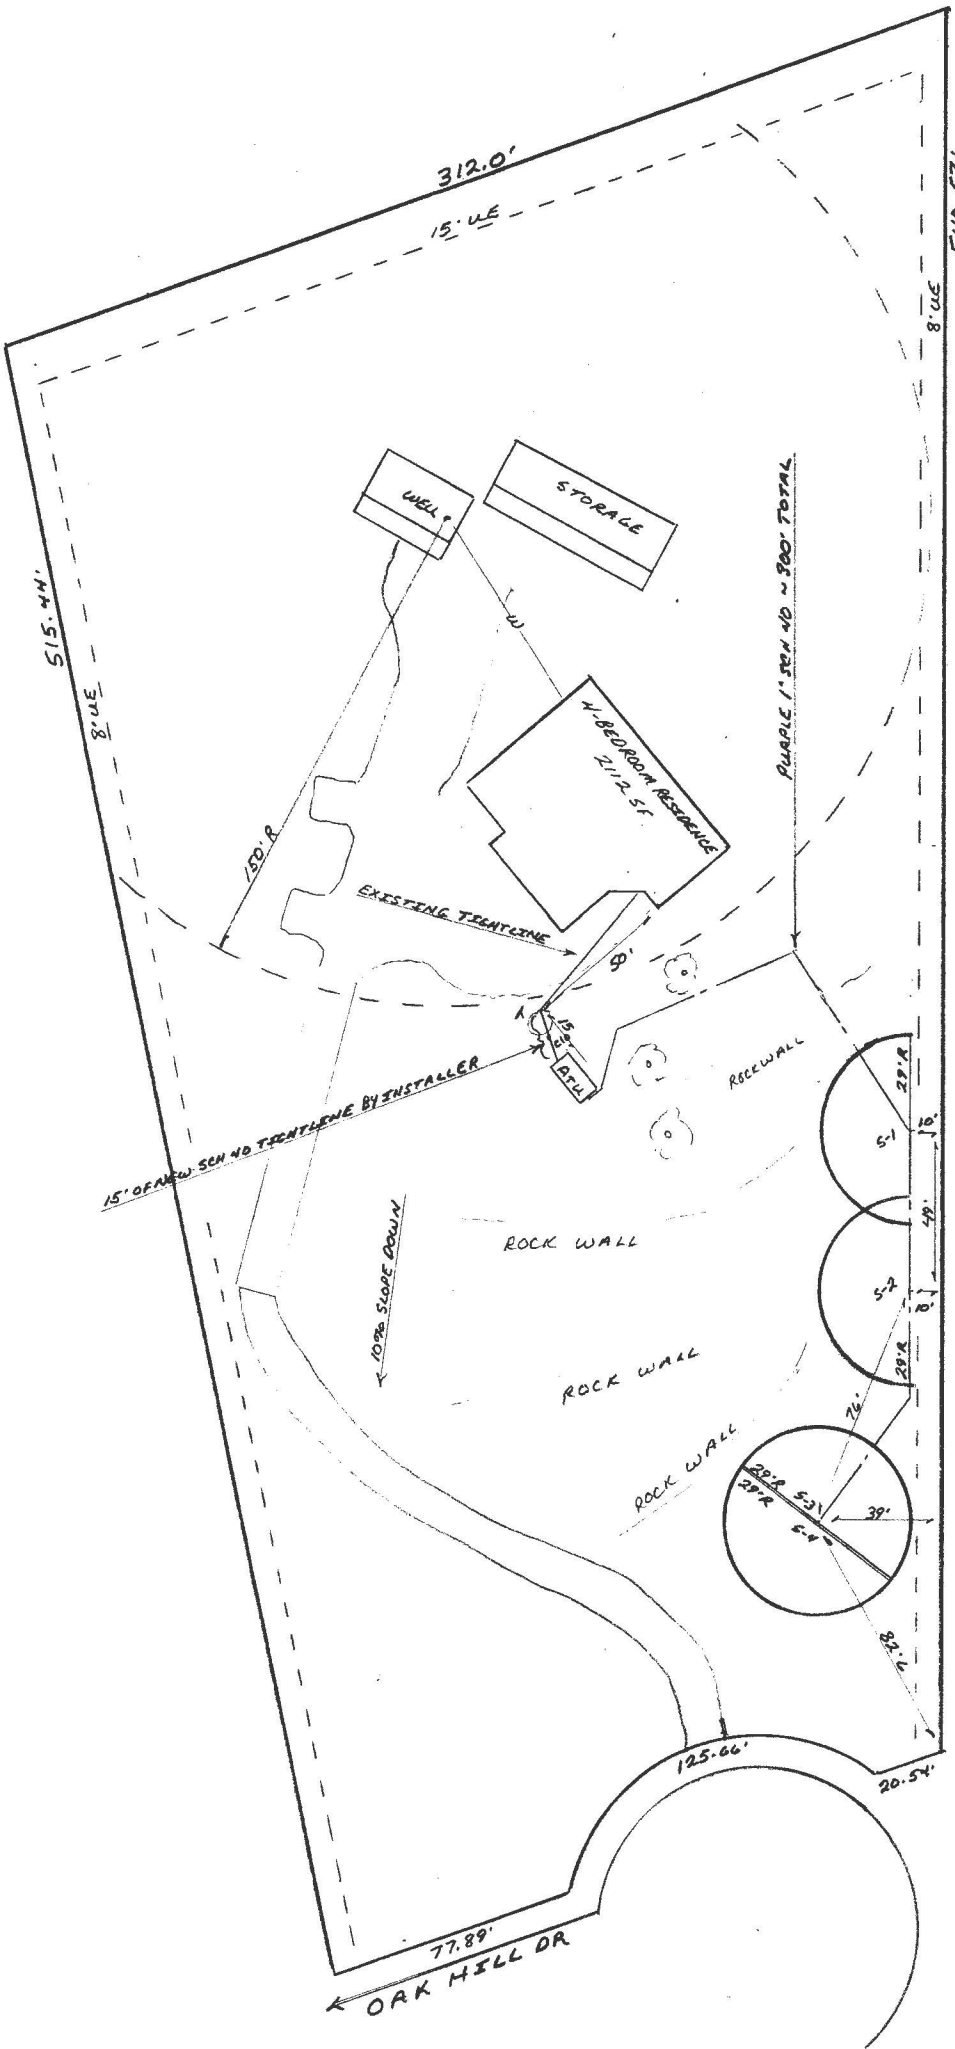 312.0'
15' UE
8' UE
515.44'
8' UE
WELL
STORAGE
W
4-BEDROOM RESIDENCE
2112 SF
PURPLE 1" SCH 40 ~ 300' TOTAL
150' R
EXISTING TIGHTLINE
50'
15
C/O
ATU
15' OF NEW SCH 40 TIGHTLINE BY INSTALLER
ROCKWALL
29'R
S-1
10'
49'
ROCK WALL
10% SLOPE DOWN
S-2
10'
29'R
ROCK WALL
76'
ROCK WALL
29'R
29'R
S-3
S-4
39'
82'
125.66'
20.54'
77.89'
OAK HILL DR